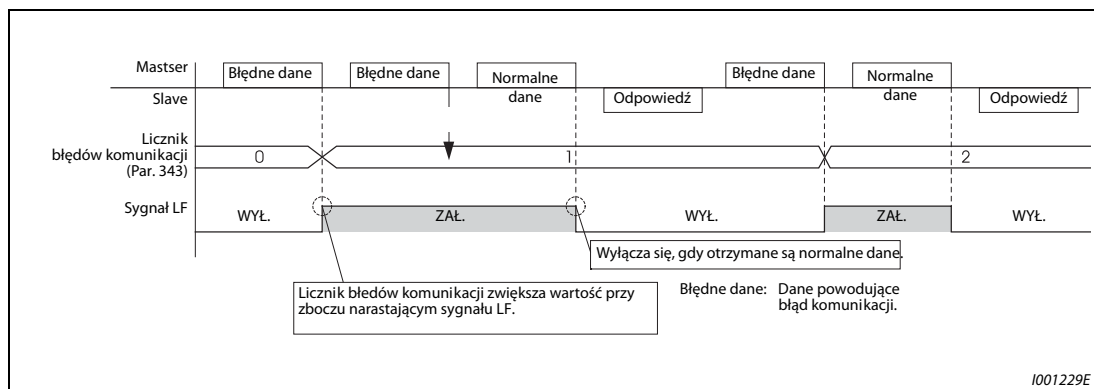 Mastser
Błędne dane
Błędne dane
Normalne
dane
Błędne dane
Normalne
dane
Slave
Odpowiedź
Odpowiedź
Licznik
błędów komunikacji
(Par. 343)
0
1
2
Sygnał LF
WYŁ.
ZAŁ.
WYŁ.
ZAŁ.
WYŁ.
Wyłącza się, gdy otrzymane są normalne dane.
Licznik błedów komunikacji zwiększa wartość przy
zboczu narastającym sygnału LF.
Błędne dane: Dane powodujące
błąd komunikacji.
I001229E